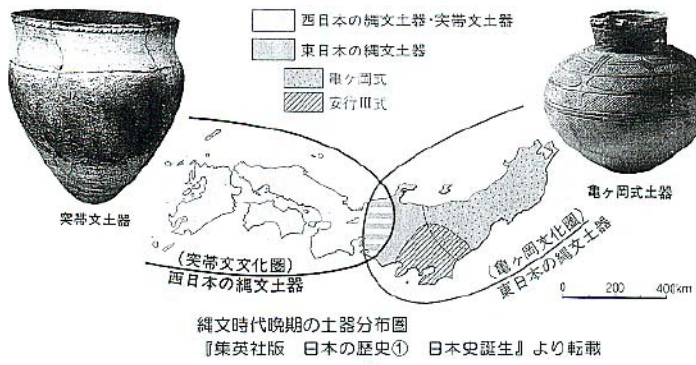 西日本の縄文土器・突帯文土器
東日本の縄文土器
亀ヶ岡式
安行III式
突帯文土器
亀ヶ岡式土器
(突帯文文化圏)
西日本の縄文土器
(亀ヶ岡文化圏)
東日本の縄文土器
0 200 400km
縄文時代晩期の土器分布圏
『集英社版 日本の歴史① 日本史誕生』より転載